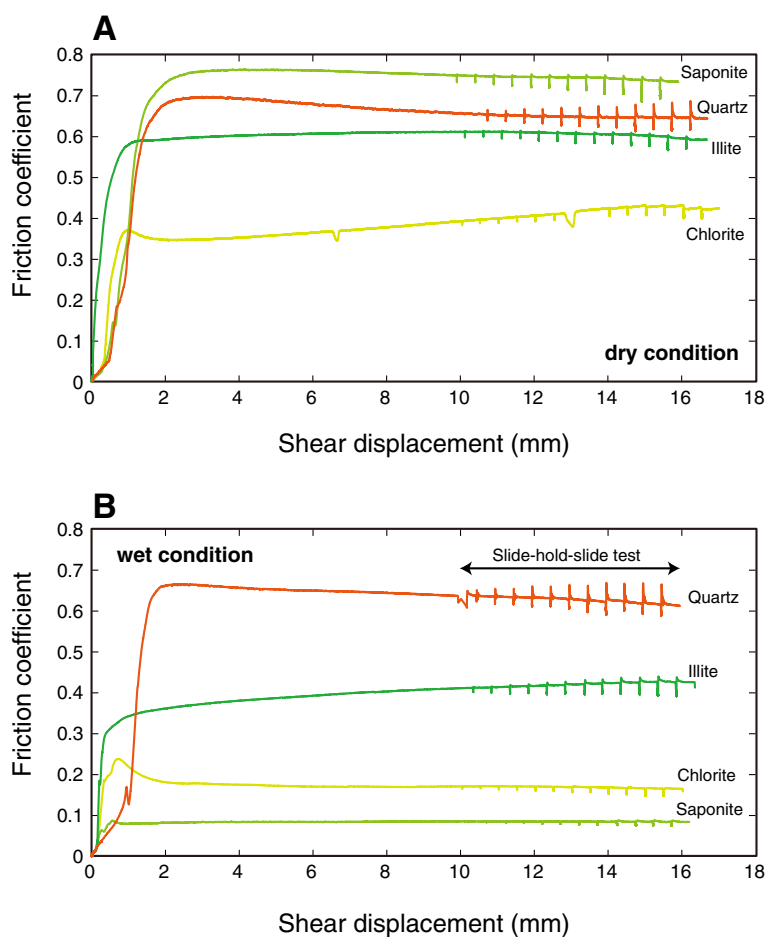 A
0.8
0.7
0.6
0.5
0.4
0.3
0.2
0.1
0
Friction coefficient
Saponite
Quartz
Illite
Chlorite
dry condition
0 2 4 6 8 10 12 14 16 18
Shear displacement (mm)
B
0.8
0.7
0.6
0.5
0.4
0.3
0.2
0.1
0
Friction coefficient
wet condition
Slide-hold-slide test
Quartz
Illite
Chlorite
Saponite
0 2 4 6 8 10 12 14 16 18
Shear displacement (mm)